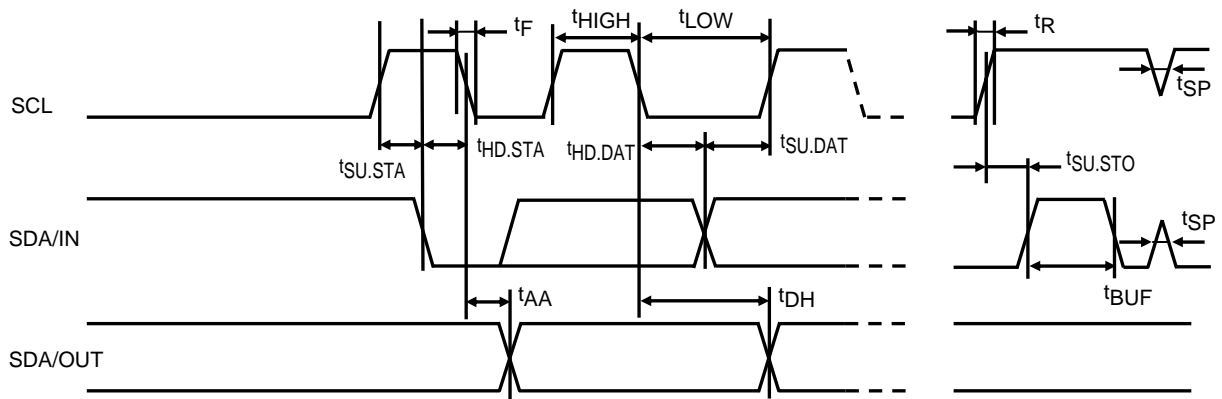 tF
tHIGH
tLOW
tR
SCL
tSP
tSU.STA
tHD.STA
tHD.DAT
tSU.DAT
tSU.STO
SDA/IN
tSP
tAA
tDH
tBUF
SDA/OUT